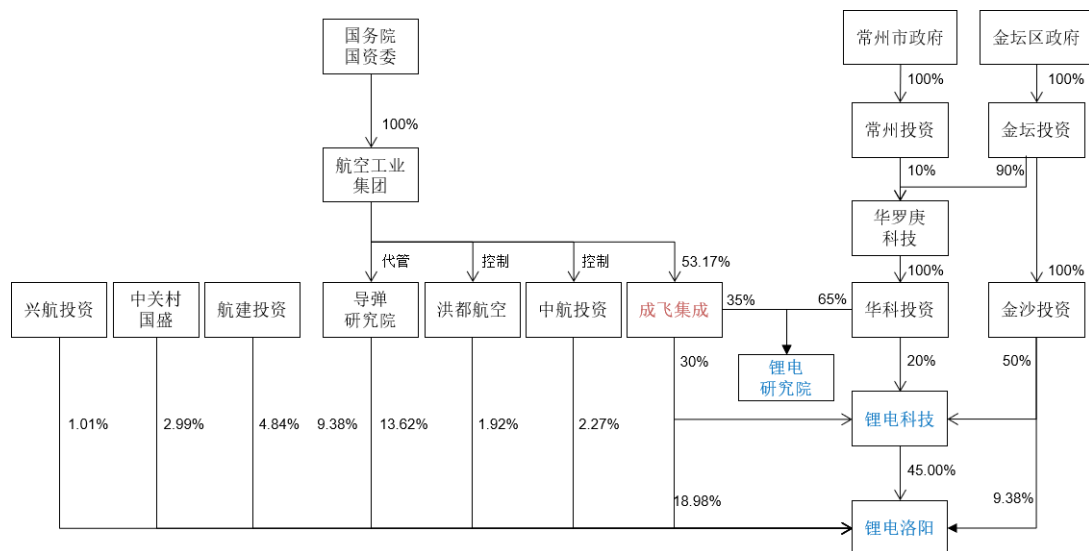 国务院
国资委
常州市政府
金坛区政府
100%
100%
100%
航空工业
集团
常州投资
金坛投资
10%
90%
华罗庚
科技
代管
控制
控制
53.17%
100%
100%
兴航投资
中关村
国盛
航建投资
导弹
研究院
洪都航空
中航投资
成飞集成
35%
65%
华科投资
金沙投资
30%
锂电
研究院
20%
50%
1.01%
2.99%
4.84%
9.38%
13.62%
1.92%
2.27%
锂电科技
45.00%
18.98%
9.38%
锂电洛阳